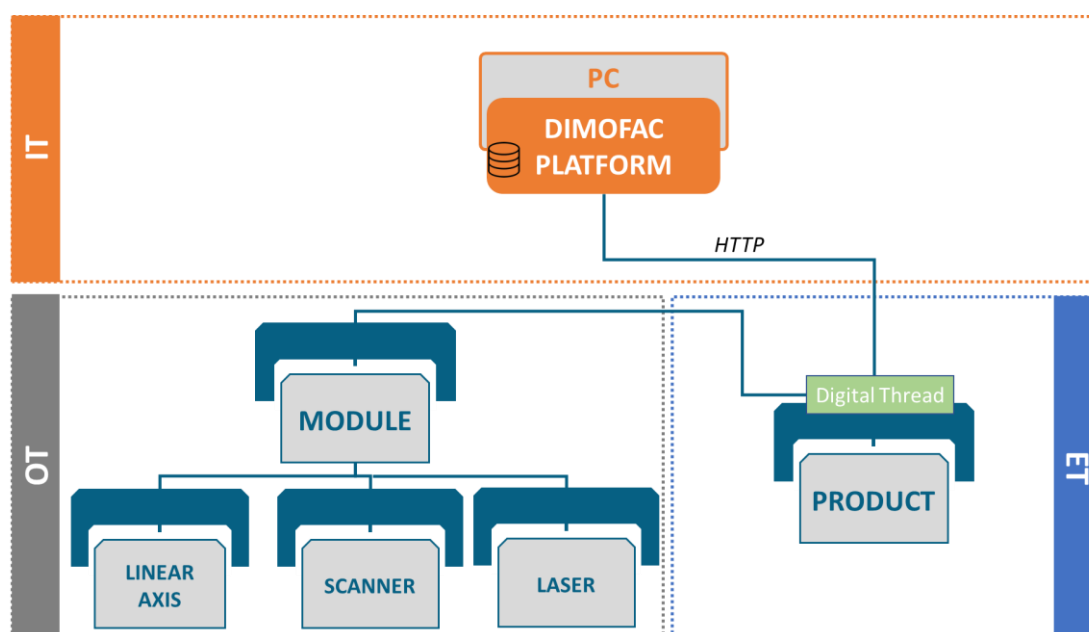 IT
PC
DIMOFAC
PLATFORM
HTTP
OT
MODULE
LINEAR
AXIS
SCANNER
LASER
Digital Thread
PRODUCT
ET